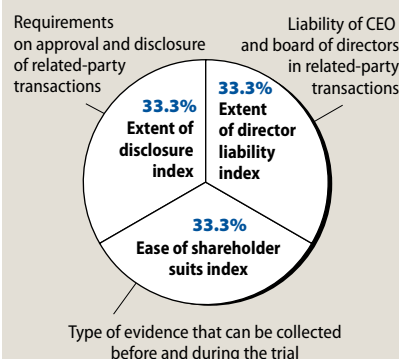 Requirements
on approval and disclosure
of related-party
transactions
Liability of CEO
and board of directors
in related-party
transactions
33.3%
Extent of
disclosure
index
33.3%
Extent
of director
liability
index
33.3%
Ease of shareholder
suits index
Type of evidence that can be collected
before and during the trial